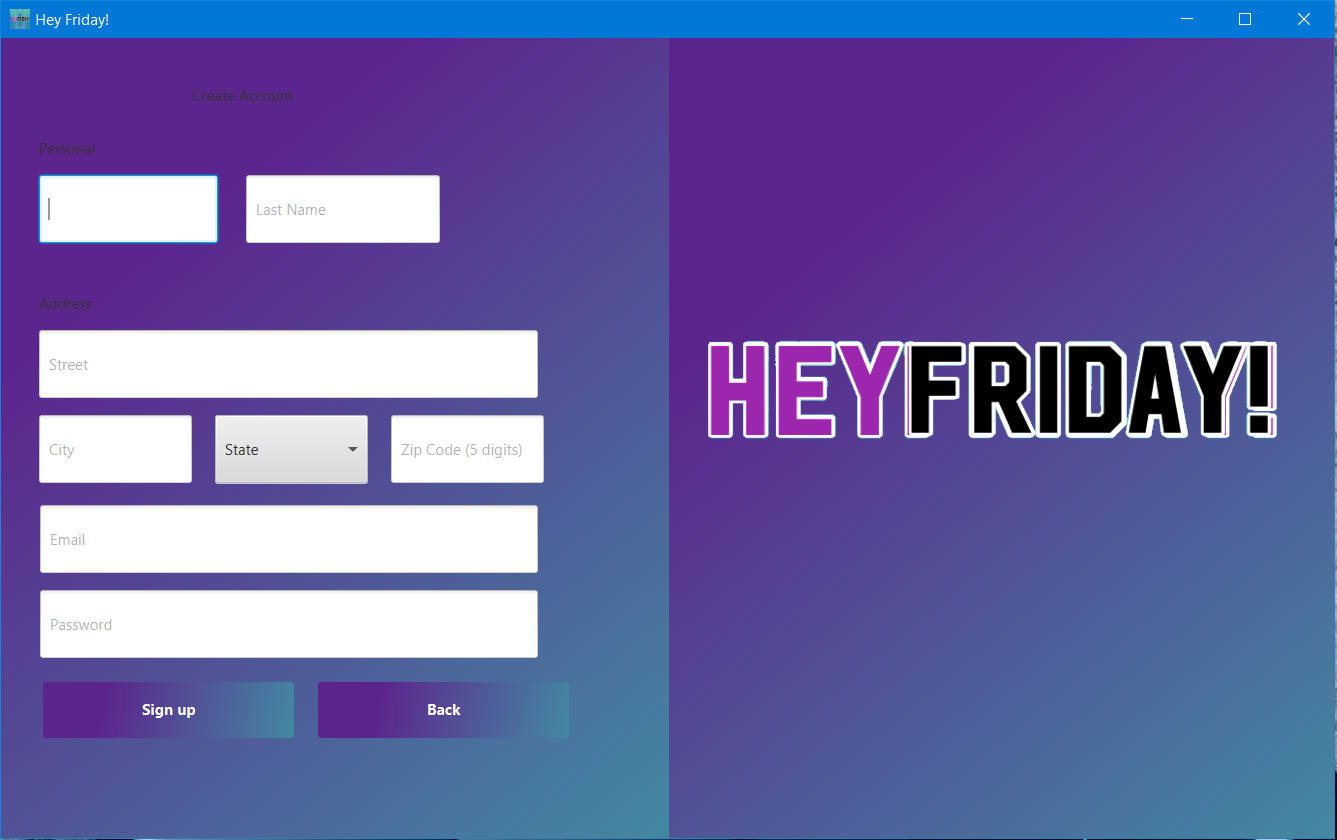 Hey Friday!
Create Account
Personal
Last Name
Address
Street
City
State
Zip Code (5 digits)
Email
Password
Sign up
Back
HEYFRIDAY!